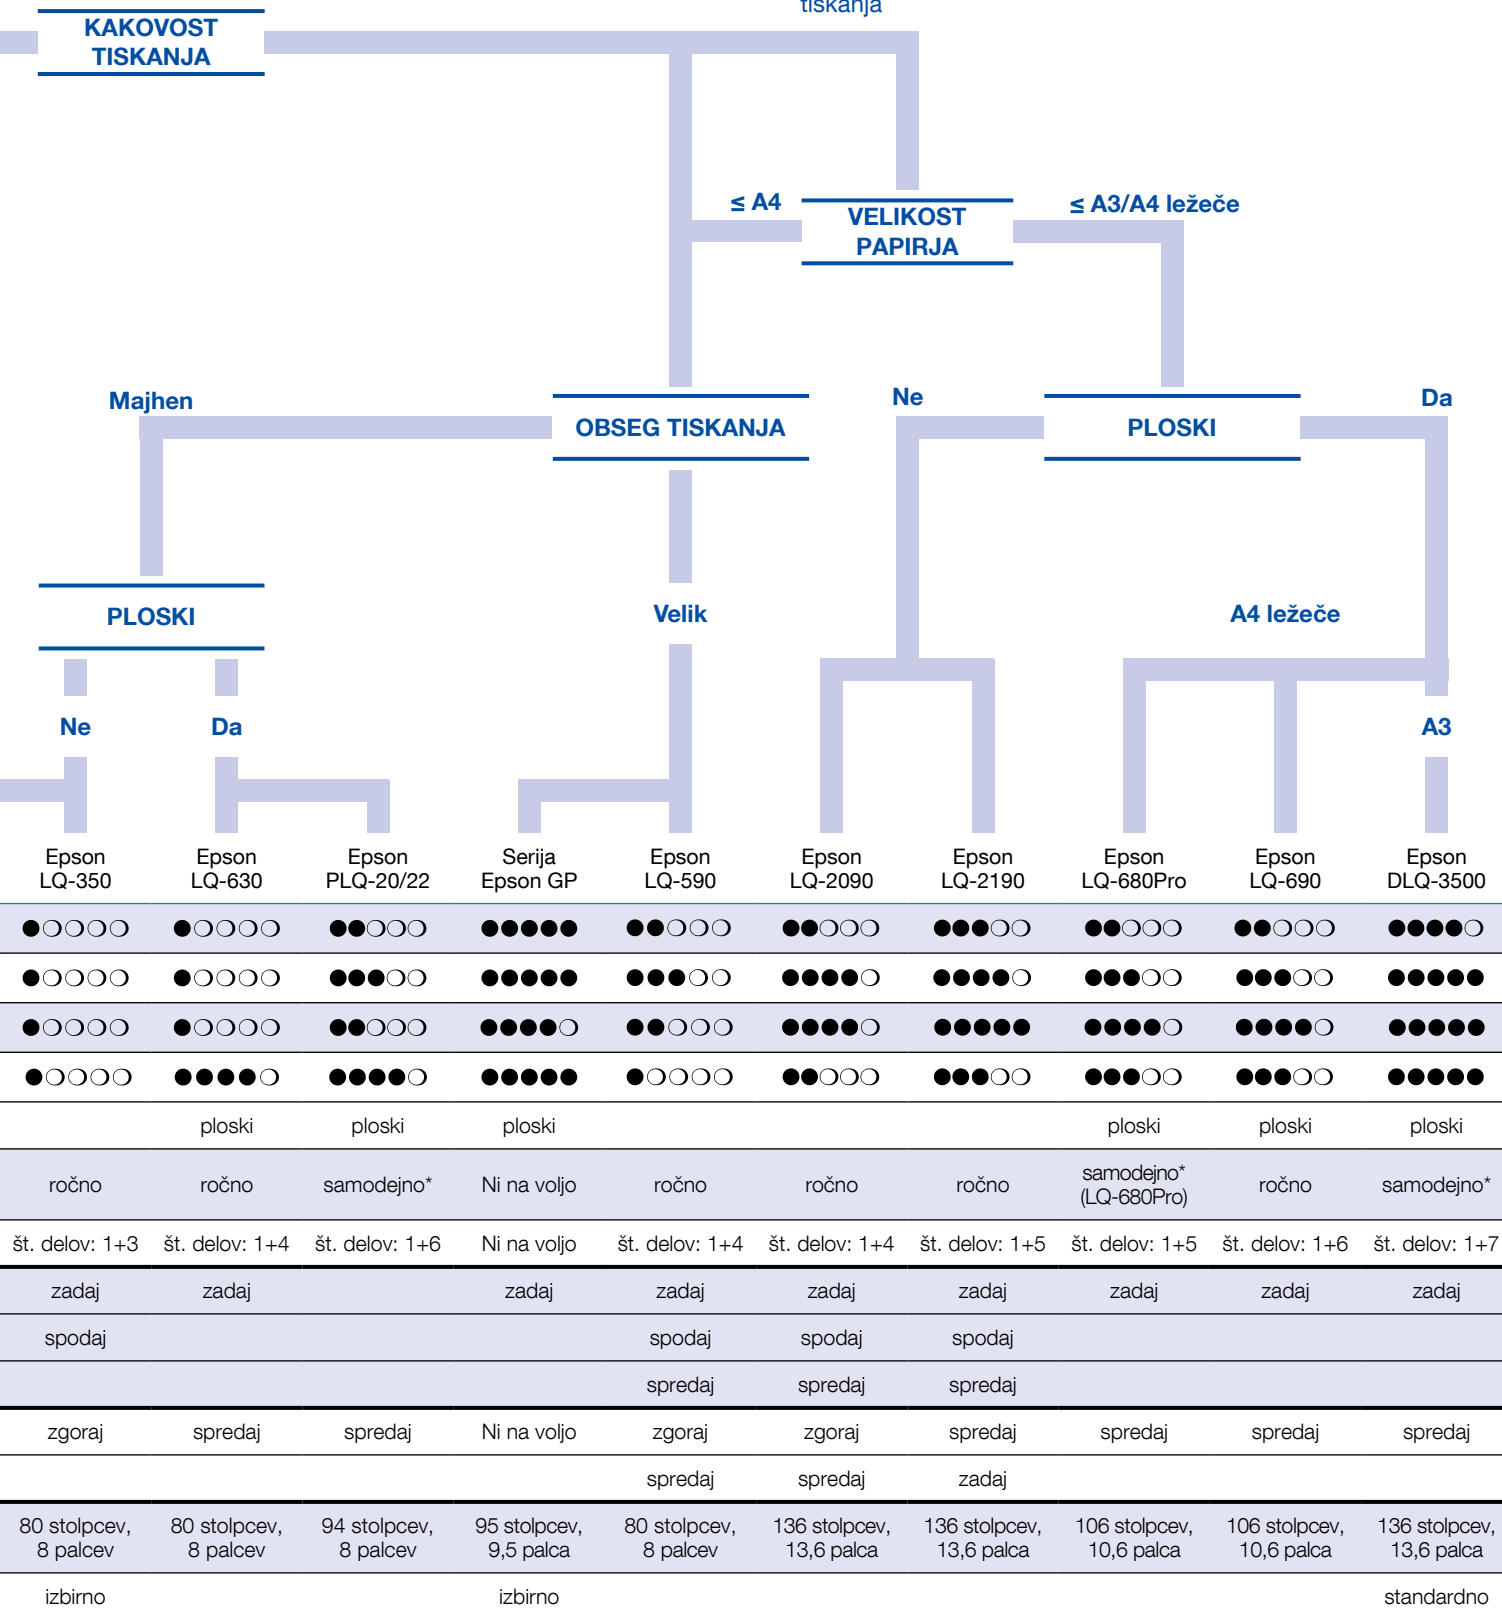 tiskanja
KAKOVOST
TISKANJA
≤ A4
VELIKOST
PAPIRJA
≤ A3/A4 ležeče
Majhen
OBSEG TISKANJA
Ne
PLOSKI
Da
PLOSKI
Velik
A4 ležeče
Ne
Da
A3
Epson Epson Epson Serija Epson Epson Epson Epson Epson Epson
LQ-350 LQ-630 PLQ-20/22 Epson GP LQ-590 LQ-2090 LQ-2190 LQ-680Pro LQ-690 DLQ-3500
●❍❍❍❍ ●❍❍❍❍ ●●❍❍❍ ●●●●● ●●❍❍❍ ●●❍❍❍ ●●●❍❍ ●●❍❍❍ ●●❍❍❍ ●●●●❍
●❍❍❍❍ ●❍❍❍❍ ●●●❍❍ ●●●●● ●●●❍❍ ●●●●❍ ●●●●❍ ●●●❍❍ ●●●❍❍ ●●●●●
●❍❍❍❍ ●❍❍❍❍ ●●❍❍❍ ●●●●❍ ●●❍❍❍ ●●●●❍ ●●●●● ●●●●❍ ●●●●❍ ●●●●●
●❍❍❍❍ ●●●●❍ ●●●●❍ ●●●●● ●❍❍❍❍ ●●❍❍❍ ●●●❍❍ ●●●❍❍ ●●●❍❍ ●●●●●
ploski ploski ploski ploski ploski ploski
ročno ročno samodejno* Ni na voljo ročno ročno ročno samodejno* (LQ-680Pro) ročno samodejno*
št. delov: 1+3 št. delov: 1+4 št. delov: 1+6 Ni na voljo št. delov: 1+4 št. delov: 1+4 št. delov: 1+5 št. delov: 1+5 št. delov: 1+6 št. delov: 1+7
zadaj zadaj zadaj zadaj zadaj zadaj zadaj zadaj zadaj
spodaj spodaj spodaj spodaj
spredaj spredaj spredaj
zgoraj spredaj spredaj Ni na voljo zgoraj zgoraj spredaj spredaj spredaj spredaj
spredaj spredaj zadaj
80 stolpcev, 80 stolpcev, 94 stolpcev, 95 stolpcev, 80 stolpcev, 136 stolpcev, 136 stolpcev, 106 stolpcev, 106 stolpcev, 136 stolpcev,
8 palcev 8 palcev 8 palcev 9,5 palca 8 palcev 13,6 palca 13,6 palca 10,6 palca 10,6 palca 13,6 palca
izbirno izbirno standardno